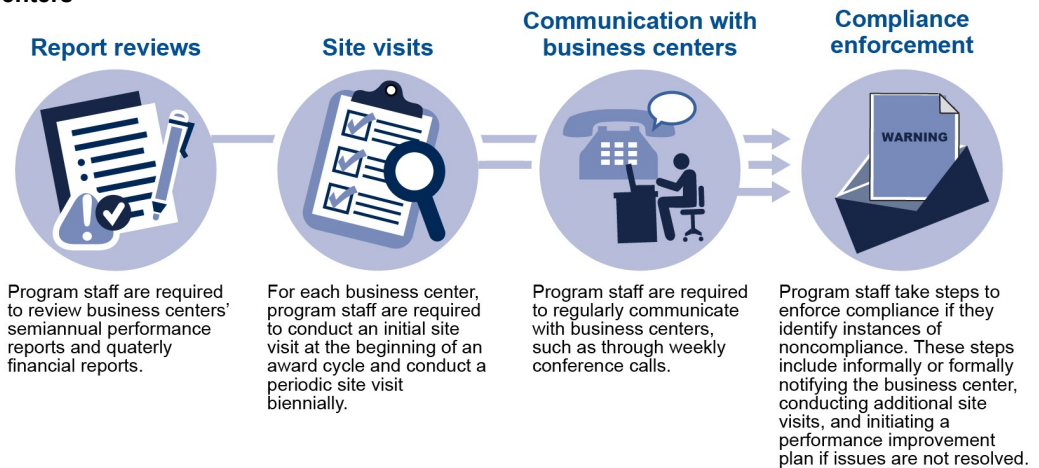 enters
Report reviews
Program staff are required
to review business centers’
semiannual performance
reports and quaterly
financial reports.
Site visits
For each business center,
program staff are required
to conduct an initial site
visit at the beginning of an
award cycle and conduct a
periodic site visit
biennially.
Communication with
business centers
Program staff are required
to regularly communicate
with business centers,
such as through weekly
conference calls.
Compliance
enforcement
WARNING
Program staff take steps to
enforce compliance if they
identify instances of
noncompliance. These steps
include informally or formally
notifying the business center,
conducting additional site
visits, and initiating a
performance improvement
plan if issues are not resolved.